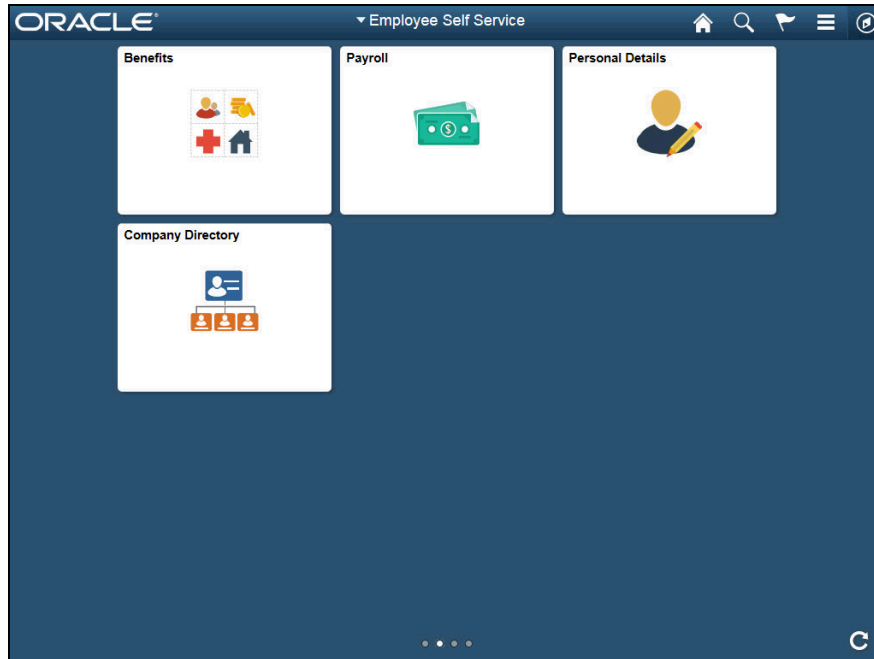 ORACLE®
Employee Self Service
Benefits
Payroll
Personal Details
Company Directory